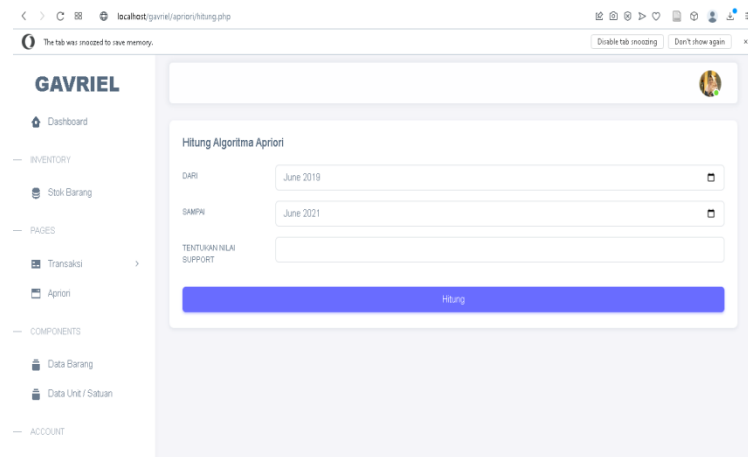 localhost/gavriel/apriori/hitung.php
The tab was snoozed to save memory.
Disable tab snoozing
Don't show again
GAVRIEL
Dashboard
INVENTORY
Stok Barang
PAGES
Transaksi
Apriori
COMPONENTS
Data Barang
Data Unit / Satuan
ACCOUNT
Hitung Algoritma Apriori
DARI
June 2019
SAMPAI
June 2021
TENTUKAN NILAI
SUPPORT
Hitung